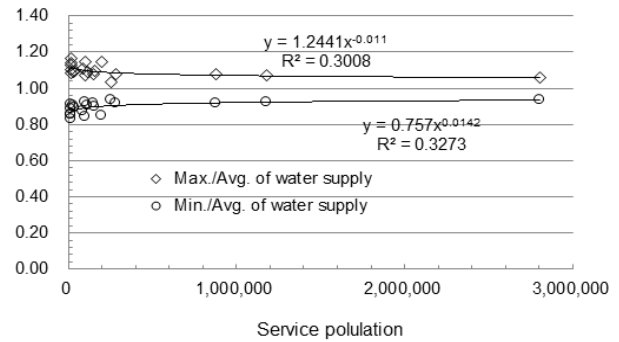 1.40
1.20
1.00
0.80
0.60
0.40
0.20
0.00
y = 1.2441x^-0.011
R² = 0.3008
y = 0.757x^0.0142
R² = 0.3273
Max./Avg. of water supply
Min./Avg. of water supply
0 1,000,000 2,000,000 3,000,000
Service polulation